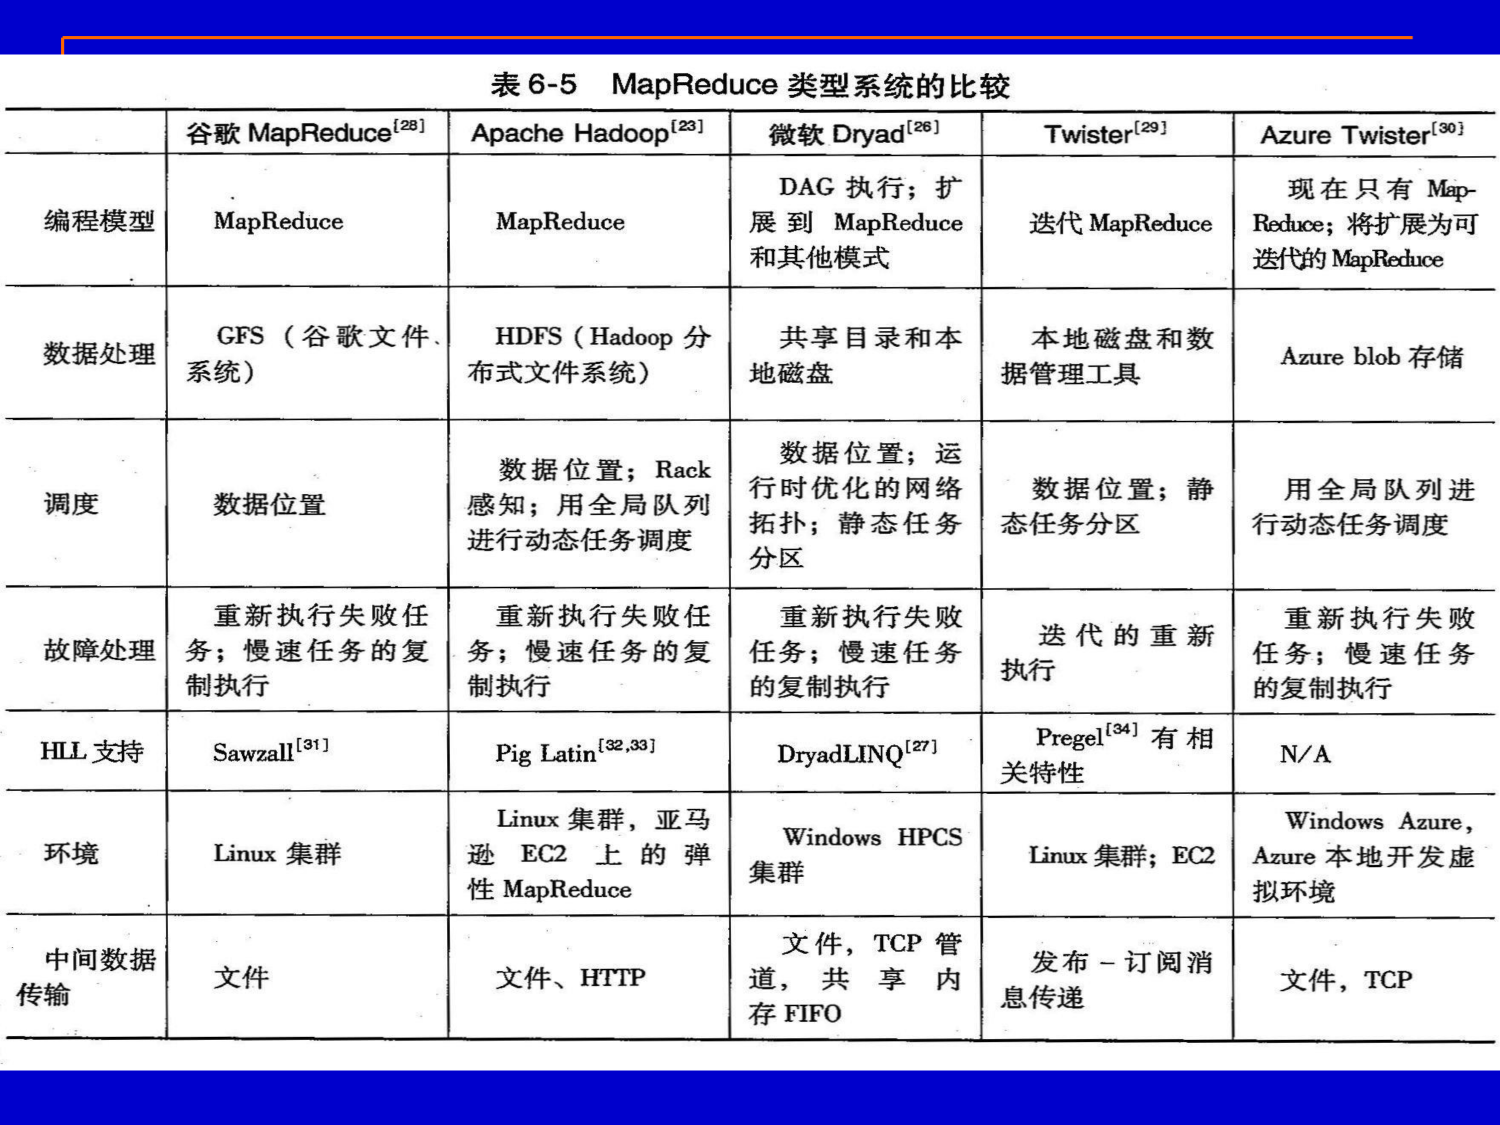 表 6-5 MapReduce 类型系统的比较
谷歌 MapReduce[28]
Apache Hadoop[23]
微软 Dryad[26]
Twister[29]
Azure Twister[30]
编程模型
MapReduce
MapReduce
DAG 执行；扩
展到 MapReduce
和其他模式
迭代 MapReduce
现在只有 Map-
Reduce；将扩展为可
迭代的 MapReduce
数据处理
GFS（谷歌文件
系统）
HDFS（Hadoop 分
布式文件系统）
共享目录和本
地磁盘
本地磁盘和数
据管理工具
Azure blob 存储
调度
数据位置
数据位置；Rack
感知；用全局队列
进行动态任务调度
数据位置；运
行时优化的网络
拓扑；静态任务
分区
数据位置；静
态任务分区
用全局队列进
行动态任务调度
故障处理
重新执行失败任
务；慢速任务的复
制执行
重新执行失败任
务；慢速任务的复
制执行
重新执行失败
任务；慢速任务
的复制执行
迭代的重新
执行
重新执行失败
任务；慢速任务
的复制执行
HLL 支持
Sawzall[31]
Pig Latin[32,33]
DryadLINQ[27]
Pregel[34] 有相
关特性
N/A
环境
Linux 集群
Linux 集群，亚马
逊 EC2 上的弹
性 MapReduce
Windows HPCS
集群
Linux 集群；EC2
Windows Azure，
Azure 本地开发虚
拟环境
中间数据
传输
文件
文件、HTTP
文件，TCP 管
道，共享内
存 FIFO
发布－订阅消
息传递
文件，TCP